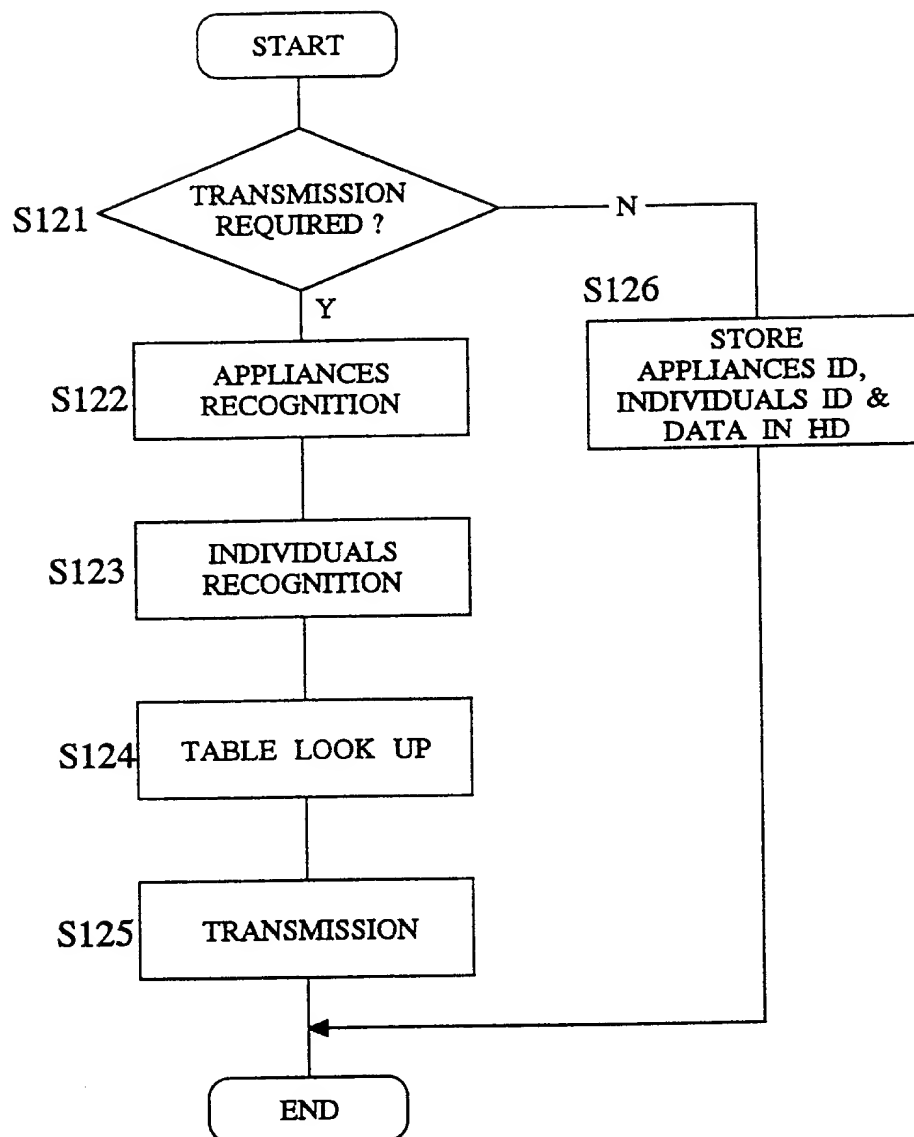 START
TRANSMISSION
REQUIRED ?
S121
N
Y
S126
STORE
APPLIANCES ID,
INDIVIDUALS ID &
DATA IN HD
S122
APPLIANCES
RECOGNITION
S123
INDIVIDUALS
RECOGNITION
S124
TABLE LOOK UP
S125
TRANSMISSION
END